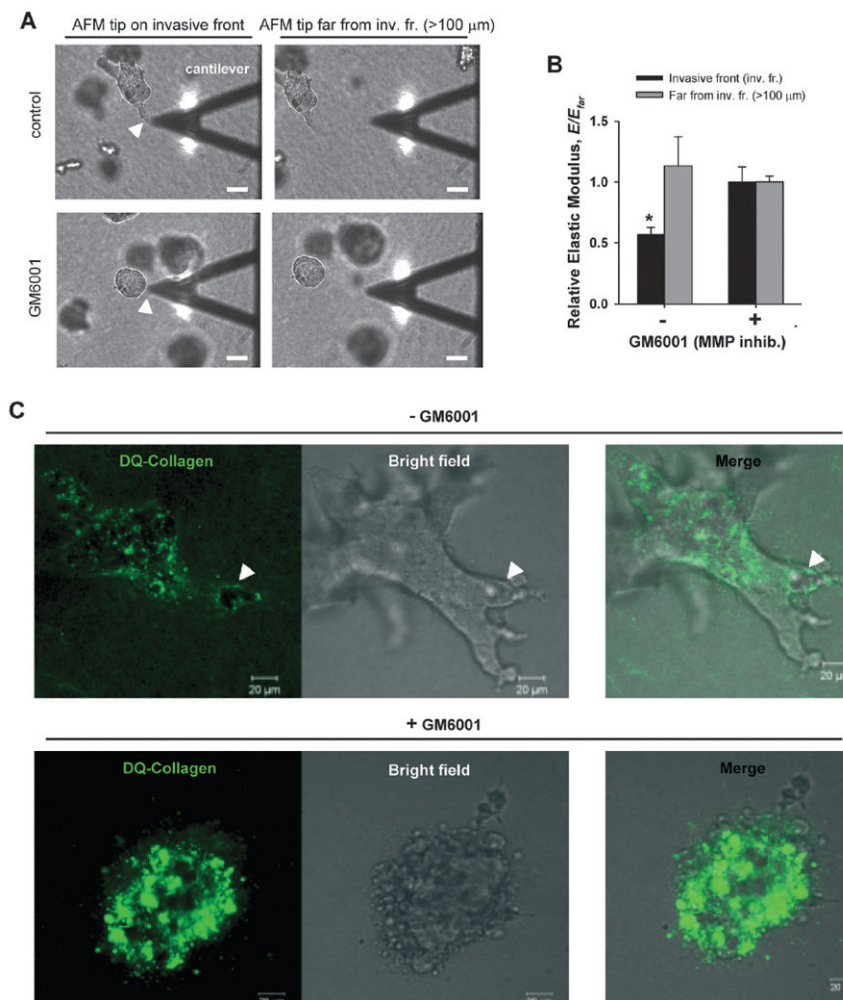 A
AFM tip on invasive front
AFM tip far from inv. fr. (>100 µm)
control
cantilever
GM6001
B
Invasive front (inv. fr.)
Far from inv. fr. (>100 µm)
Relative Elastic Modulus, E/E_far
1.5
1.0
0.5
0.0
*
- +
GM6001 (MMP inhib.)
C
- GM6001
DQ-Collagen
Bright field
Merge
20 µm
20 µm
20 µm
+ GM6001
DQ-Collagen
Bright field
Merge
20